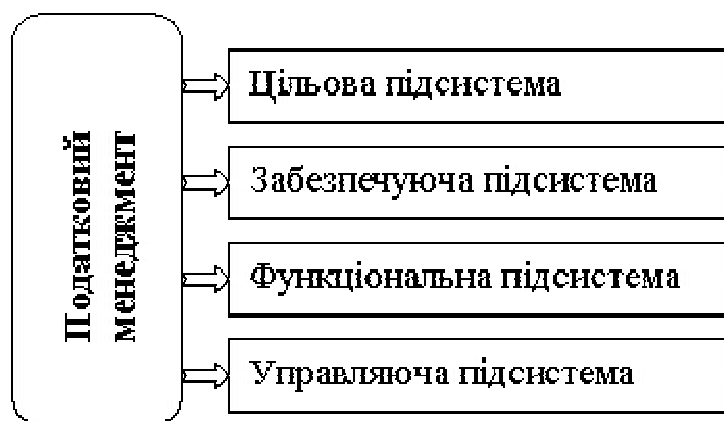 Податковий
менеджмент
Цільова підсистема
Забезпечуюча підсистема
Функціональна підсистема
Управляюча підсистема